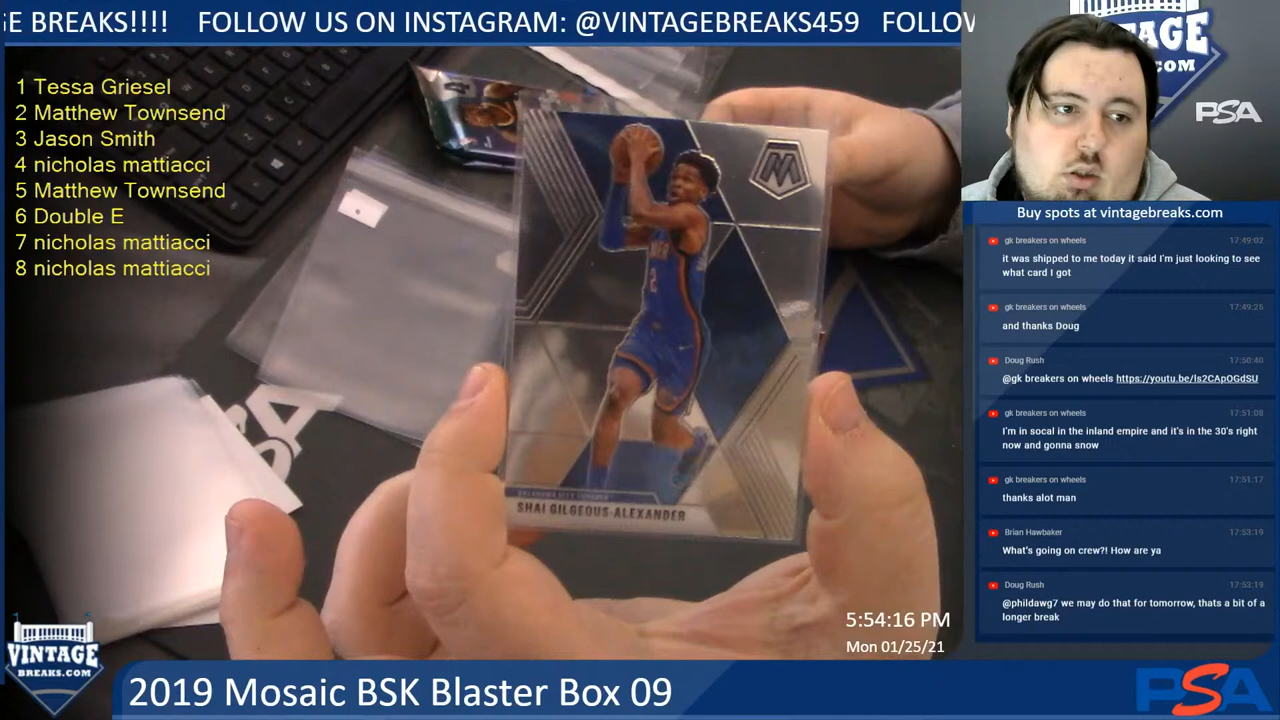 E BREAKS!!!! FOLLOW US ON INSTAGRAM: @VINTAGEBREAKS459 FOLLOW
1 Tessa Griesel
2 Matthew Townsend
3 Jason Smith
4 nicholas mattiacci
5 Matthew Townsend
6 Double E
7 nicholas mattiacci
8 nicholas mattiacci
M
2
OKLAHOMA CITY THUNDER
SHAI GILGEOUS-ALEXANDER
PSA
5:54:16 PM
Mon 01/25/21
VINTAGE
BREAKS.COM
2019 Mosaic BSK Blaster Box 09
PSA
TAGE
.COM
PSA
Buy spots at vintagebreaks.com
gk breakers on wheels 17:49:02
it was shipped to me today it said I'm just looking to see
what card I got
gk breakers on wheels 17:49:25
and thanks Doug
Doug Rush 17:50:40
@gk breakers on wheels https://youtu.be/ls2CApOGdSU
gk breakers on wheels 17:51:08
I'm in socal in the inland empire and it's in the 30's right
now and gonna snow
gk breakers on wheels 17:51:17
thanks alot man
Brian Hawbaker 17:53:19
What's going on crew?! How are ya
Doug Rush 17:53:19
@phildawg7 we may do that for tomorrow, thats a bit of a
longer break